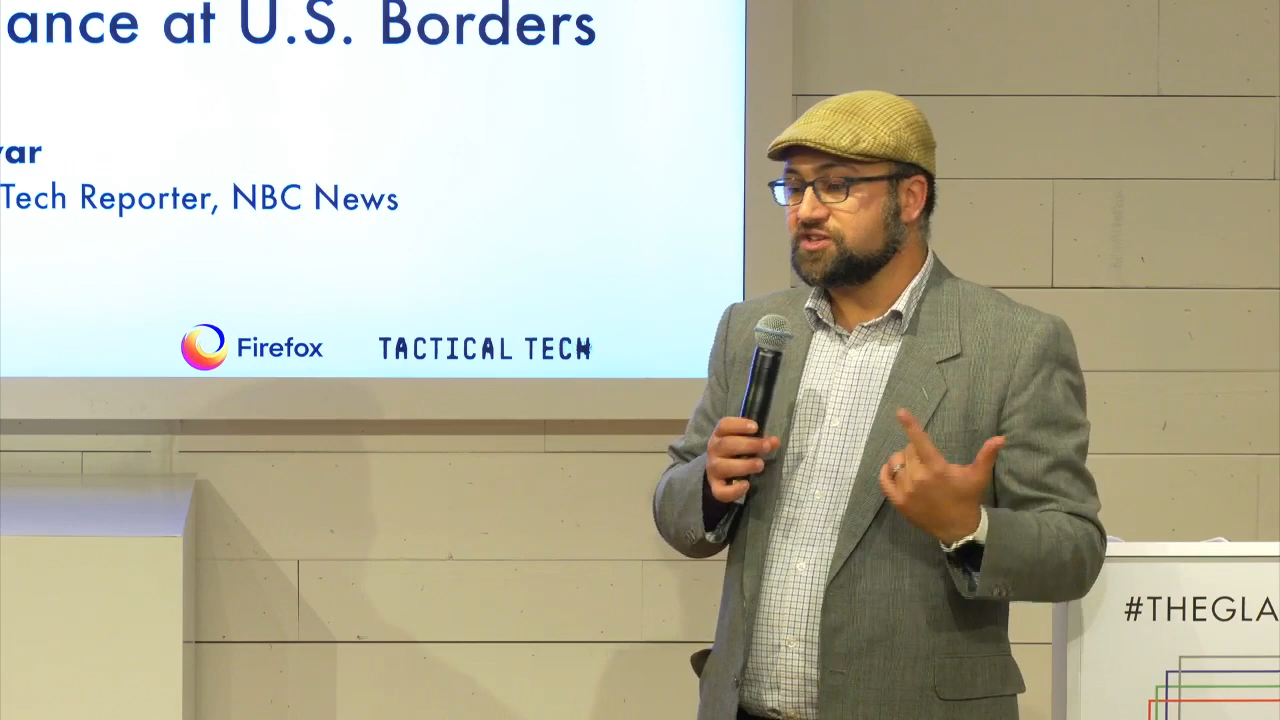 ance at U.S. Borders
var
Tech Reporter, NBC News
Firefox
TACTICAL TECH
#THEGLA